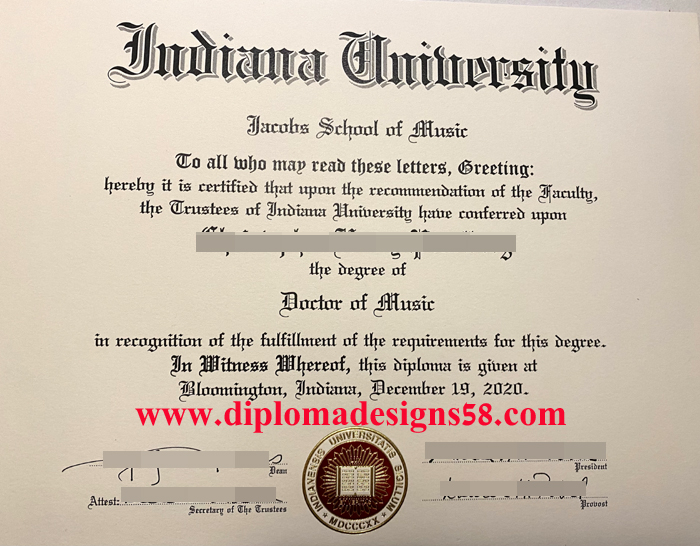 Indiana University
Jacobs School of Music
To all who may read these letters, Greeting:
hereby it is certified that upon the recommendation of the Faculty,
the Trustees of Indiana University have conferred upon
the degree of
Doctor of Music
in recognition of the fulfillment of the requirements for this degree.
In Witness Whereof, this diploma is given at
Bloomington, Indiana, December 19, 2020.
www.diplomadesigns58.com
Dean
President
Attest:
Secretary of The Trustees
Provost
INDIANENSIS UNIVERSITATIS SIGILLUM
MDCCCXX